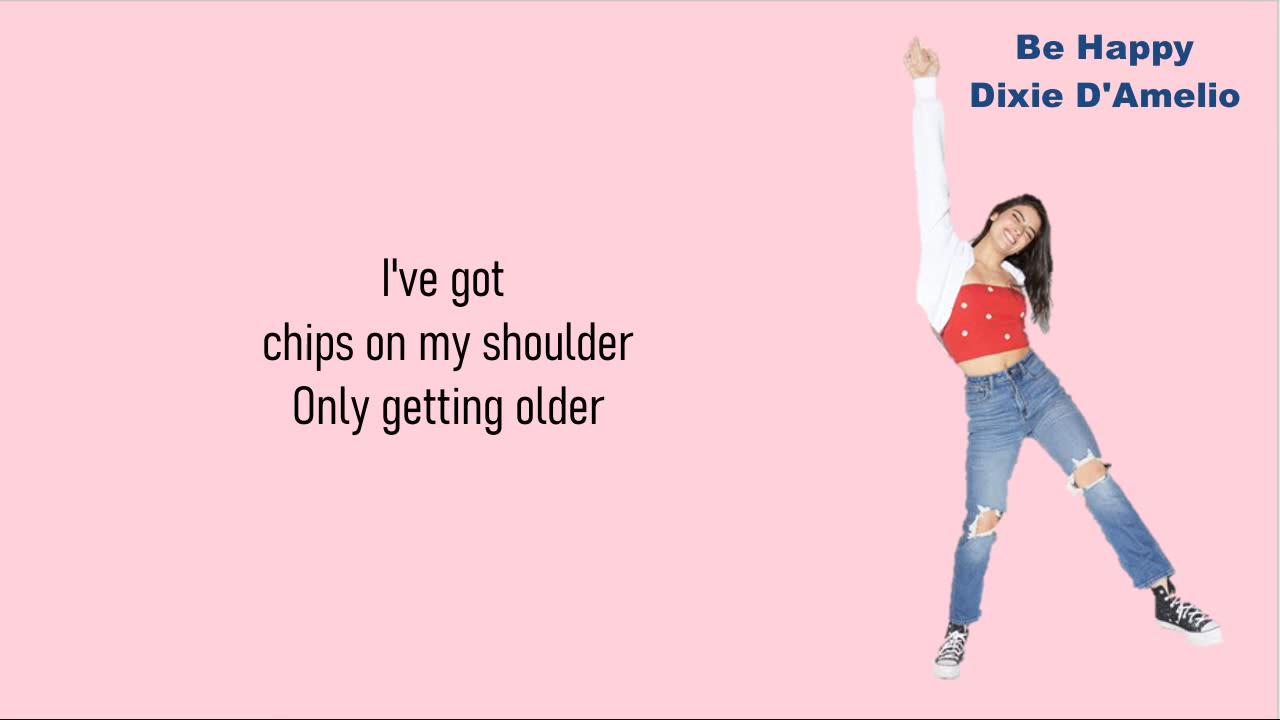 Be Happy
Dixie D'Amelio
I've got
chips on my shoulder
Only getting older